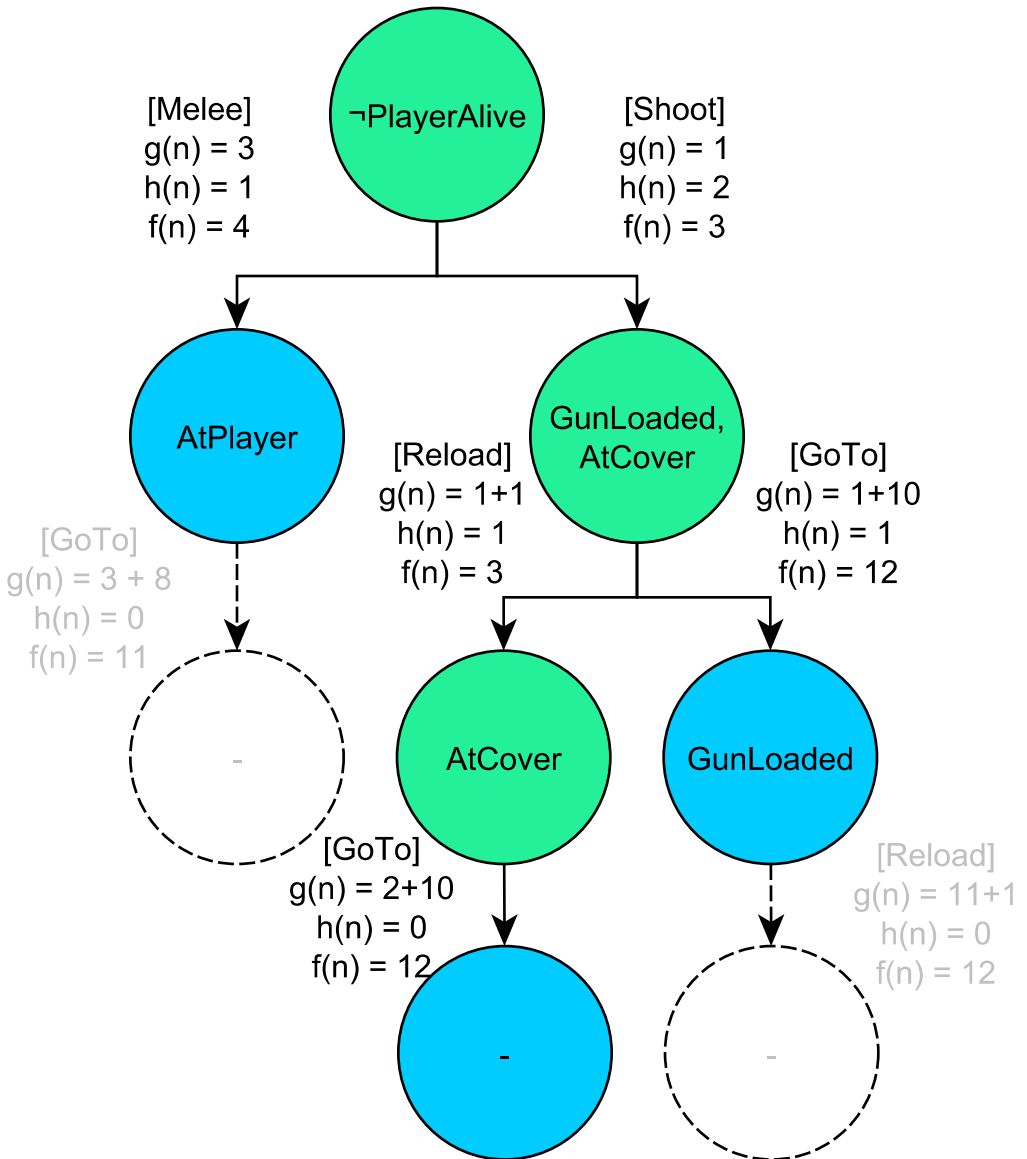 ¬PlayerAlive
[Melee]
g(n) = 3
h(n) = 1
f(n) = 4
[Shoot]
g(n) = 1
h(n) = 2
f(n) = 3
AtPlayer
GunLoaded,
AtCover
[GoTo]
g(n) = 3 + 8
h(n) = 0
f(n) = 11
[Reload]
g(n) = 1+1
h(n) = 1
f(n) = 3
[GoTo]
g(n) = 1+10
h(n) = 1
f(n) = 12
-
AtCover
GunLoaded
[GoTo]
g(n) = 2+10
h(n) = 0
f(n) = 12
[Reload]
g(n) = 11+1
h(n) = 0
f(n) = 12
-
-